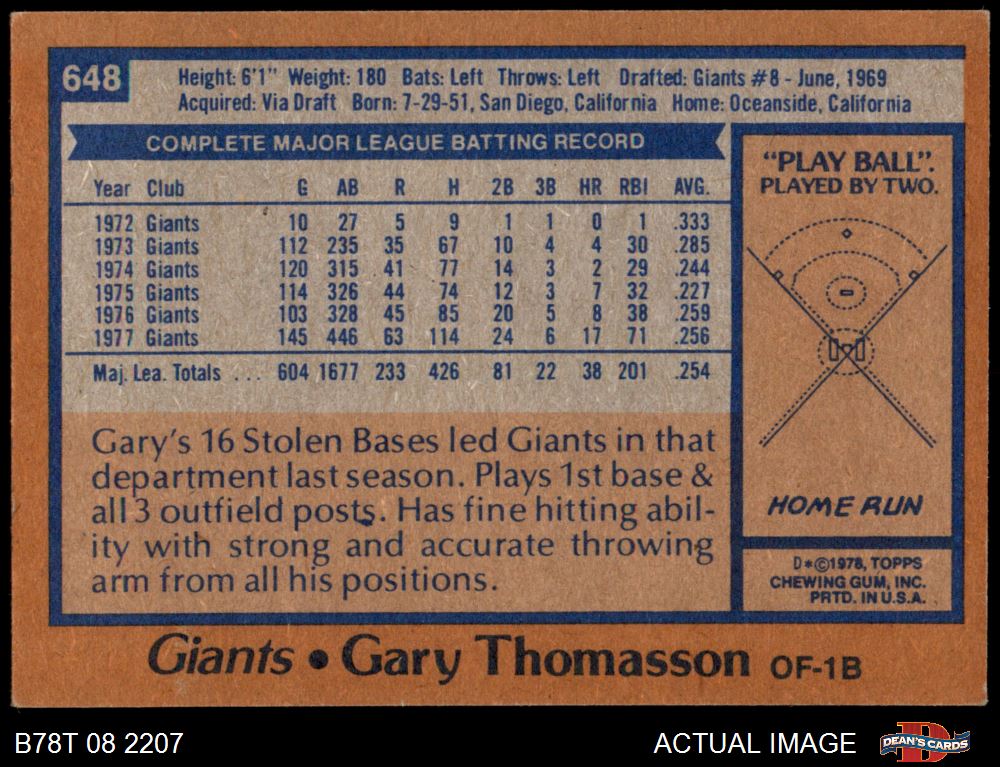 648
Height: 6'1" Weight: 180 Bats: Left Throws: Left Drafted: Giants #8 - June, 1969
Acquired: Via Draft Born: 7-29-51, San Diego, California Home: Oceanside, California
COMPLETE MAJOR LEAGUE BATTING RECORD
Year Club G AB R H 2B 3B HR RBI AVG.
1972 Giants 10 27 5 9 1 1 0 1 .333
1973 Giants 112 235 35 67 10 4 4 30 .285
1974 Giants 120 315 41 77 14 3 2 29 .244
1975 Giants 114 326 44 74 12 3 7 32 .227
1976 Giants 103 328 45 85 20 5 8 38 .259
1977 Giants 145 446 63 114 24 6 17 71 .256
Maj. Lea. Totals ... 604 1677 233 426 81 22 38 201 .254
Gary's 16 Stolen Bases led Giants in that
department last season. Plays 1st base &
all 3 outfield posts. Has fine hitting abil-
ity with strong and accurate throwing
arm from all his positions.
"PLAY BALL".
PLAYED BY TWO.
HOME RUN
D*©1978, TOPPS
CHEWING GUM, INC.
PRTD. IN U.S.A.
Giants • Gary Thomasson OF-1B
B78T 08 2207
ACTUAL IMAGE
DEAN'S CARDS